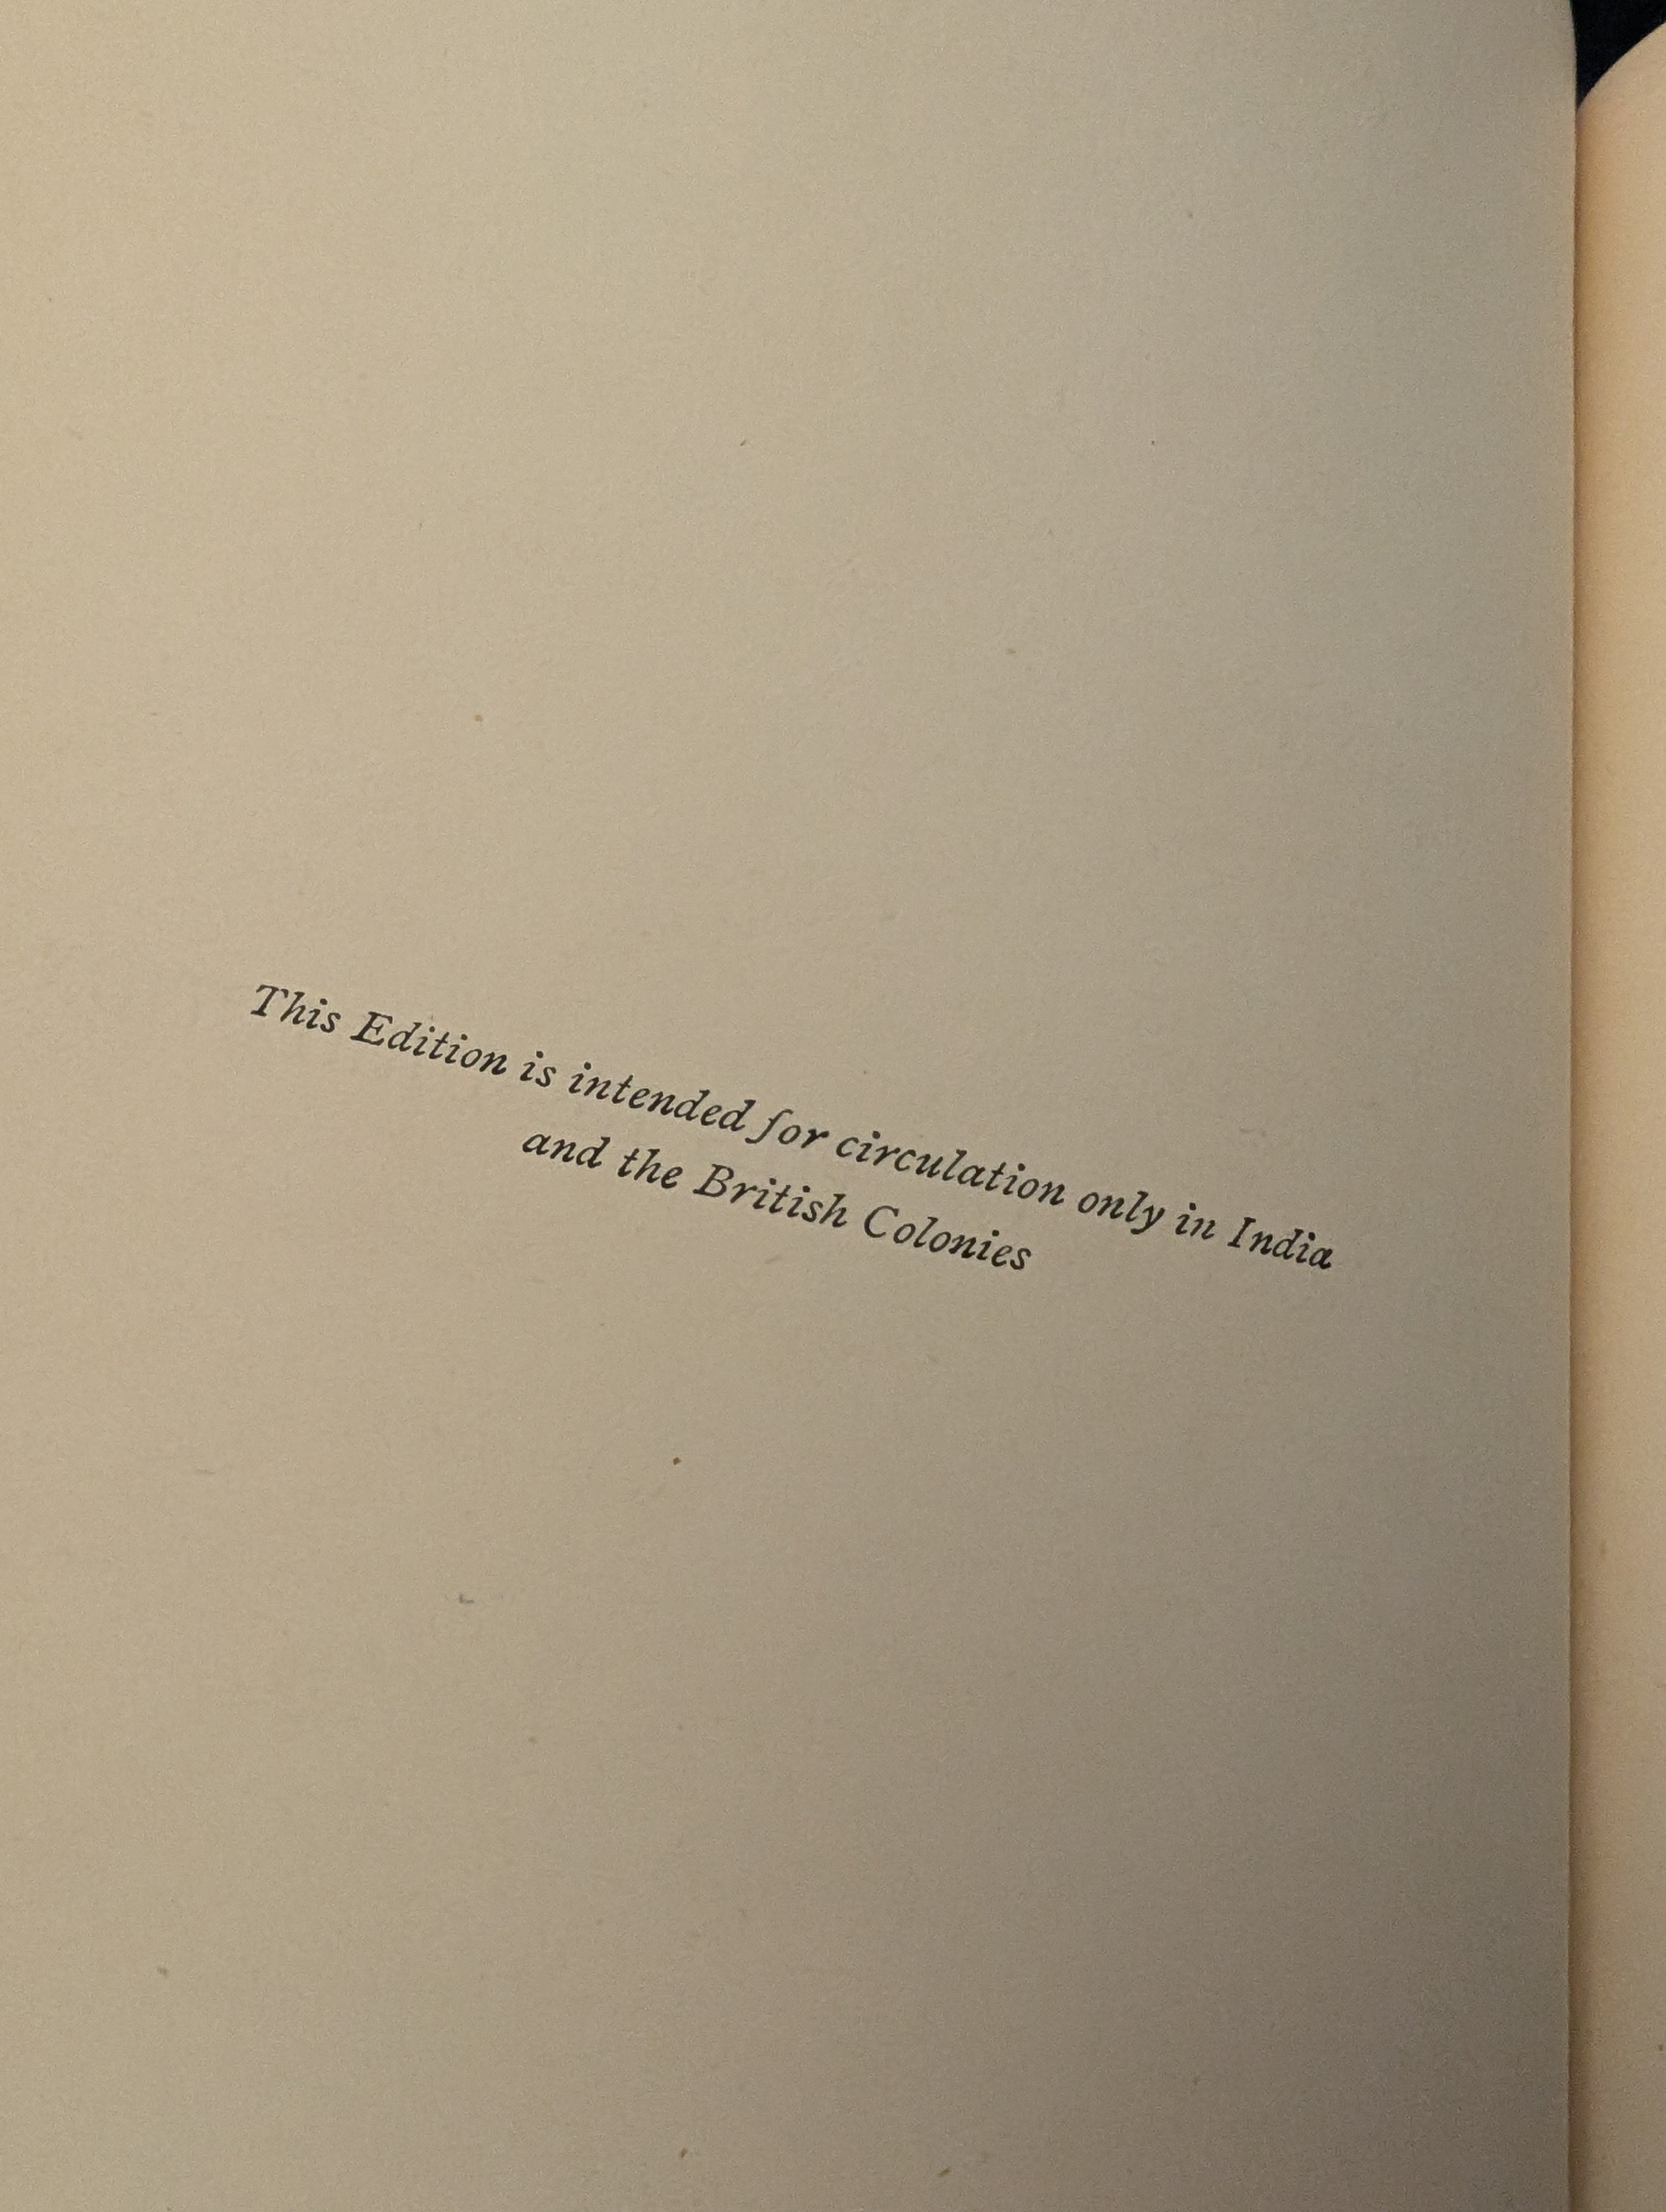 This Edition is intended for circulation only in India
and the British Colonies